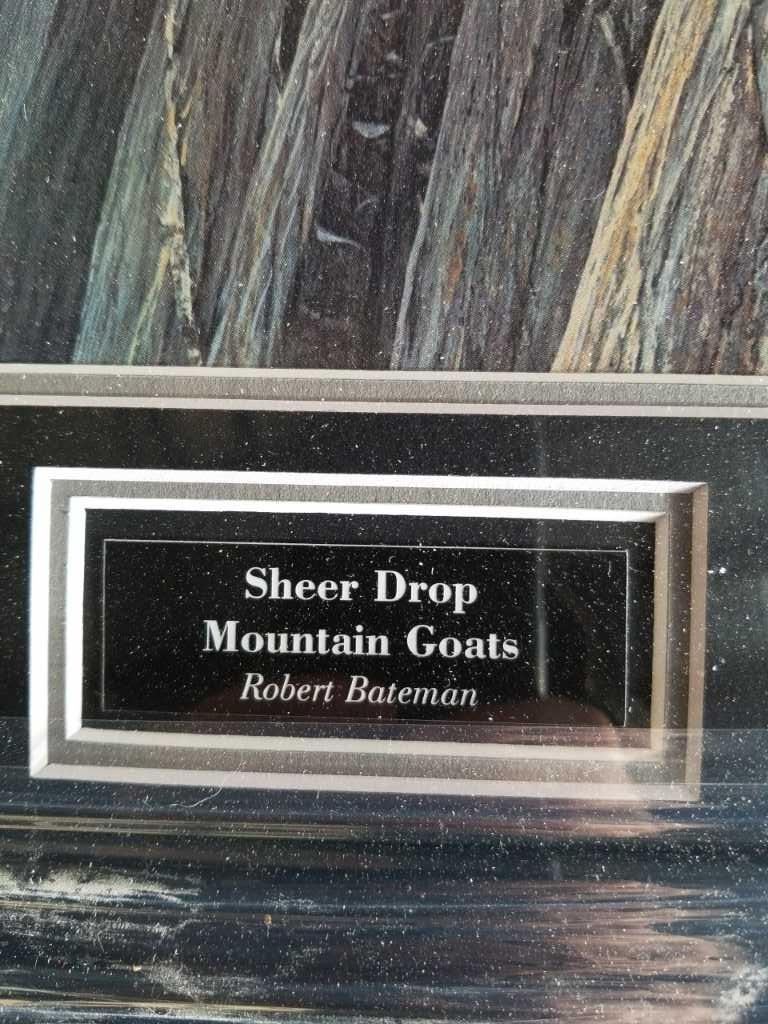 Sheer Drop
Mountain Goats
Robert Bateman